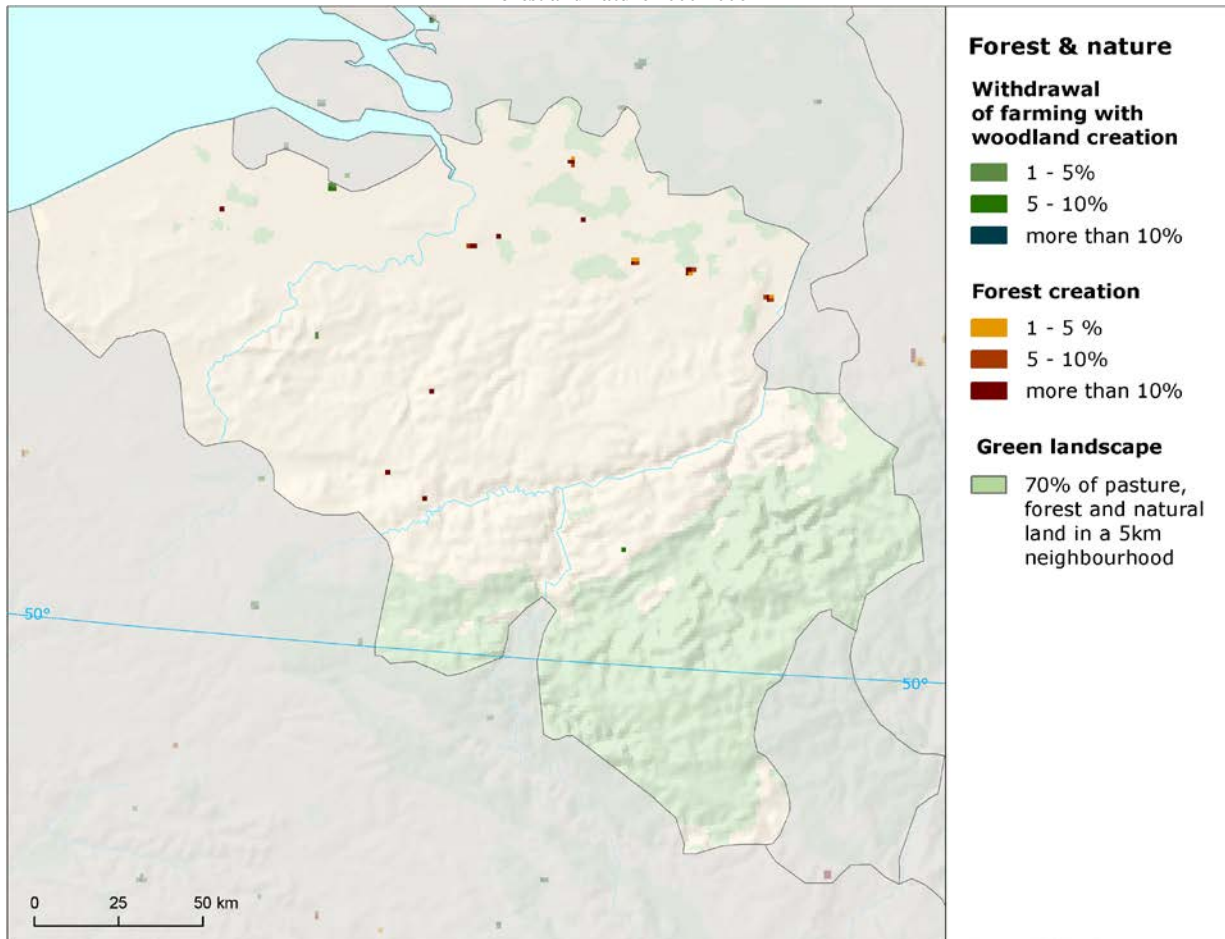 Forest & nature
Withdrawal
of farming with
woodland creation
1 - 5%
5 - 10%
more than 10%
Forest creation
1 - 5 %
5 - 10%
more than 10%
Green landscape
70% of pasture,
forest and natural
land in a 5km
neighbourhood
50°
50°
0 25 50 km